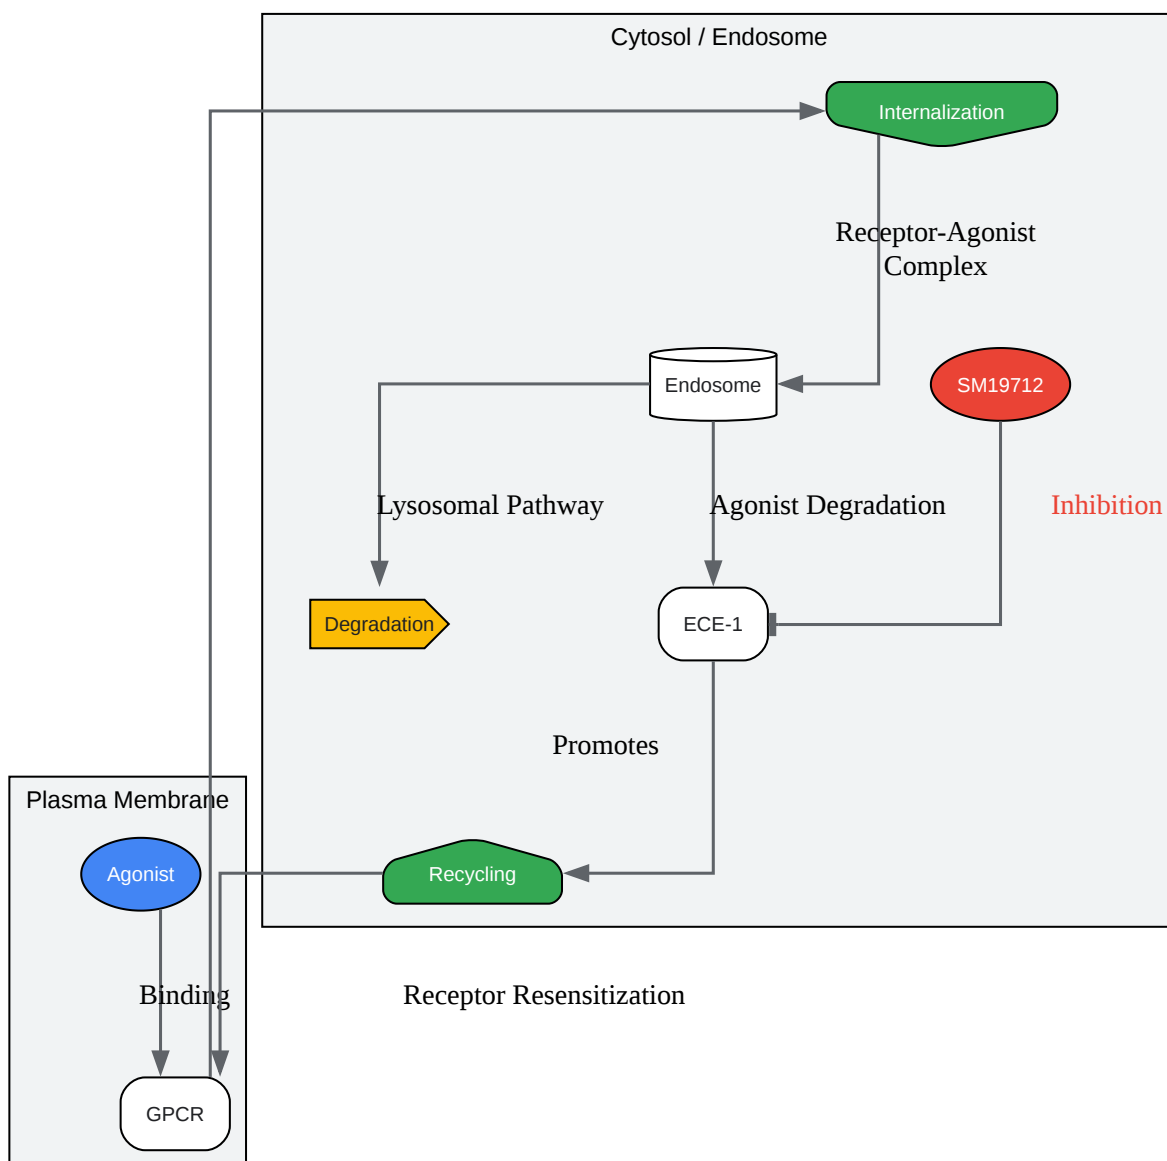 Cytosol / Endosome
Internalization
Receptor-Agonist
Complex
Endosome
SM19712
Lysosomal Pathway
Agonist Degradation
Inhibition
Degradation
ECE-1
Promotes
Plasma Membrane
Agonist
Recycling
Binding
Receptor Resensitization
GPCR